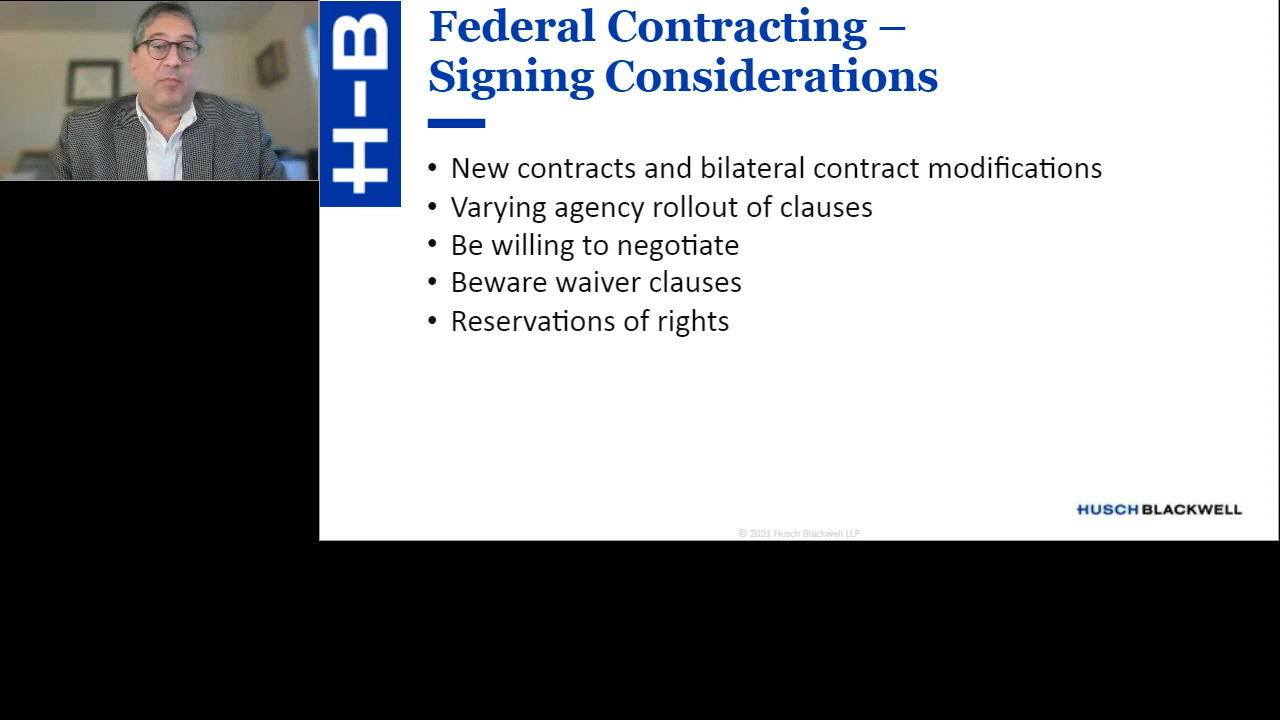 H-B
Federal Contracting –
Signing Considerations
• New contracts and bilateral contract modifications
• Varying agency rollout of clauses
• Be willing to negotiate
• Beware waiver clauses
• Reservations of rights
HUSCH BLACKWELL
© 2021 Husch Blackwell LLP